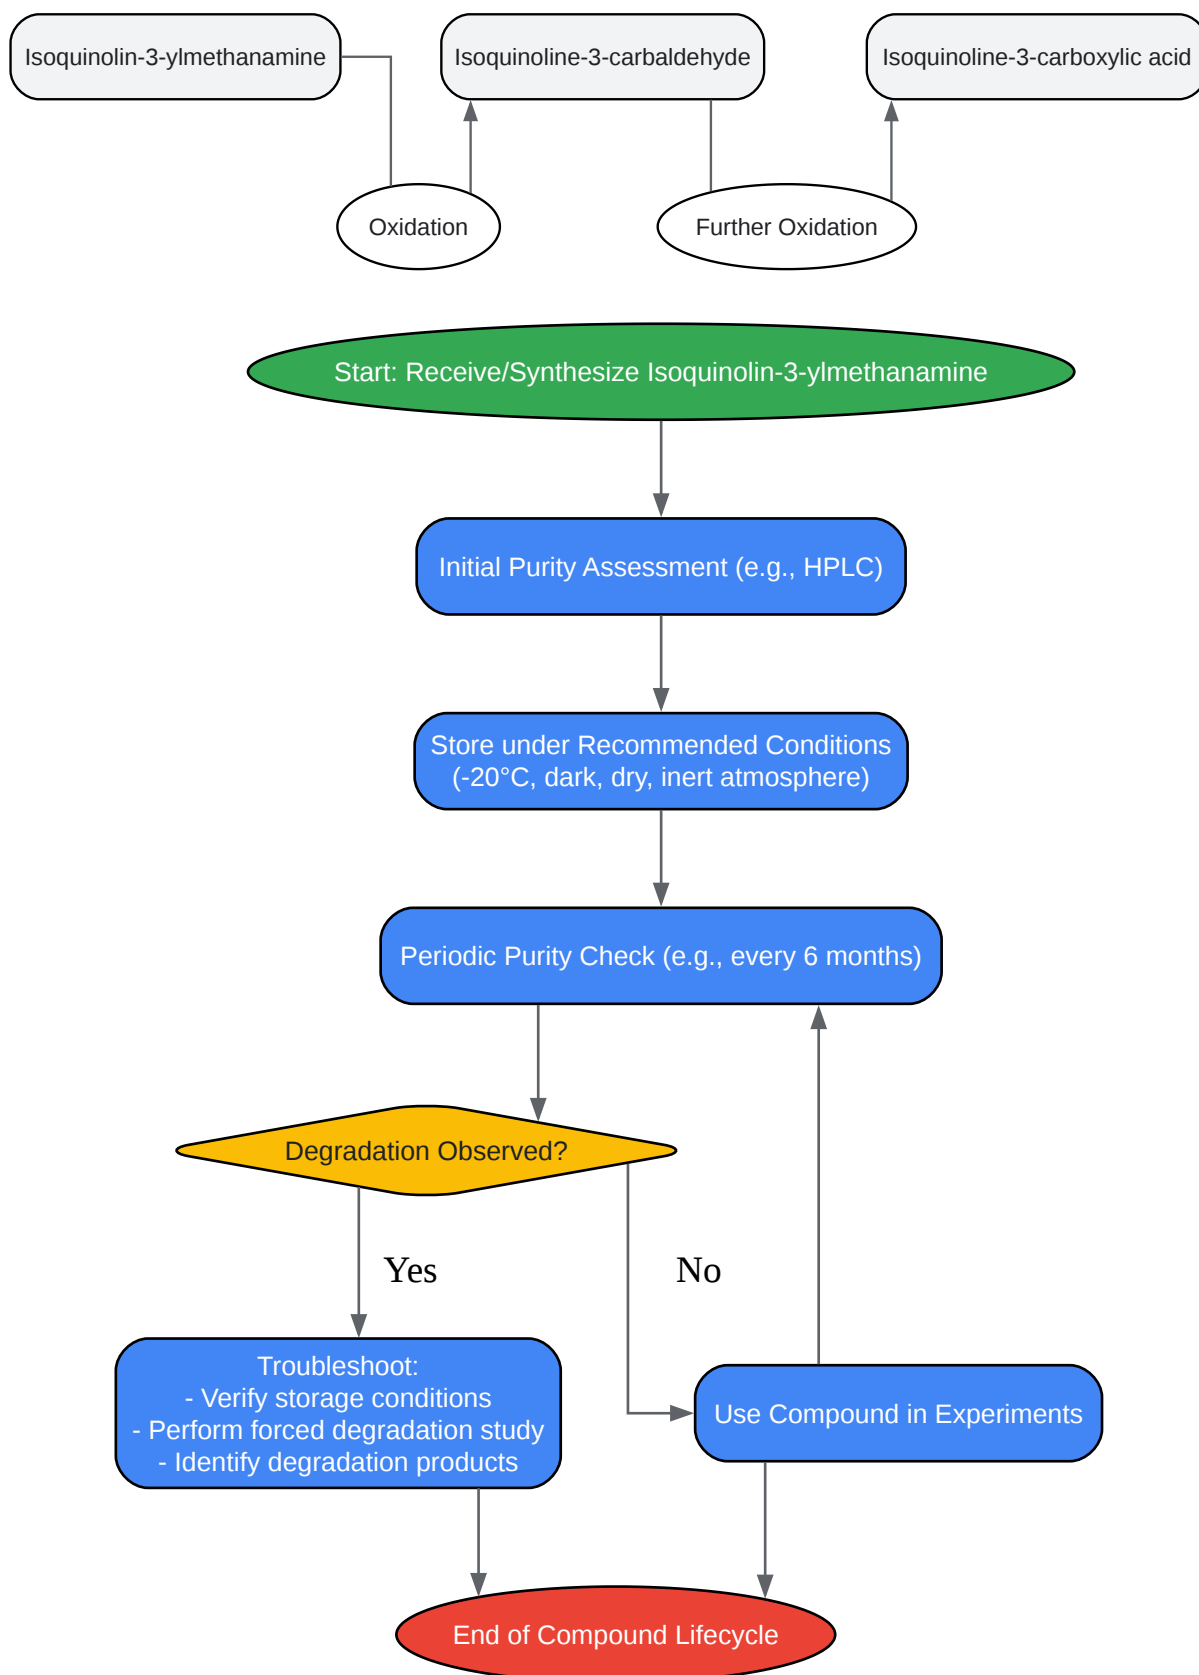 Isoquinolin-3-ylmethanamine
Isoquinoline-3-carbaldehyde
Isoquinoline-3-carboxylic acid
Oxidation
Further Oxidation
Start: Receive/Synthesize Isoquinolin-3-ylmethanamine
Initial Purity Assessment (e.g., HPLC)
Store under Recommended Conditions
(-20°C, dark, dry, inert atmosphere)
Periodic Purity Check (e.g., every 6 months)
Degradation Observed?
Yes
No
Troubleshoot:
- Verify storage conditions
- Perform forced degradation study
- Identify degradation products
Use Compound in Experiments
End of Compound Lifecycle